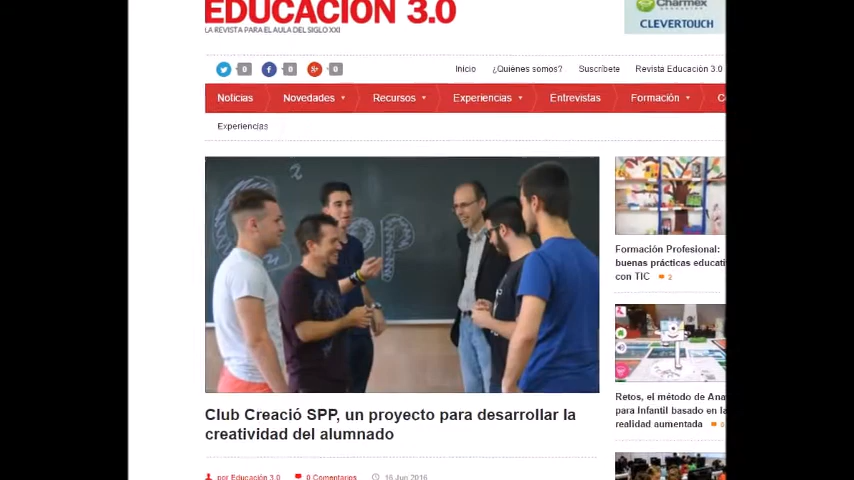 EDUCACIÓN 3.0
LA REVISTA PARA EL AULA DEL SIGLO XXI
Charmex
CLEVERTOUCH
0 0 0
Inicio ¿Quiénes somos? Suscríbete Revista Educación 3.0
Noticias Novedades Recursos Experiencias Entrevistas Formación
Experiencias
Club Creació SPP, un proyecto para desarrollar la
creatividad del alumnado
por Educación 3.0 0 Comentarios 16 Jun 2016
Formación Profesional:
buenas prácticas educati
con TIC 2
Retos, el método de Ana
para Infantil basado en la
realidad aumentada